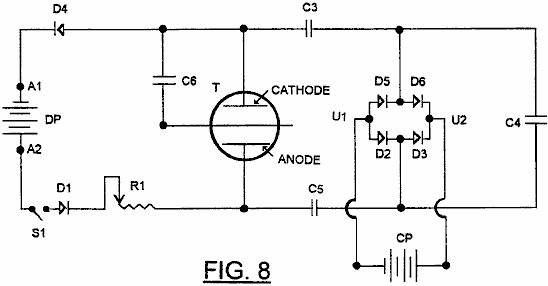 D4
C3
A1
C6
T
CATHODE
D5 D6
DP
U1 U2
C4
A2
D2 D3
ANODE
D1
R1
C5
S1
CP
FIG. 8